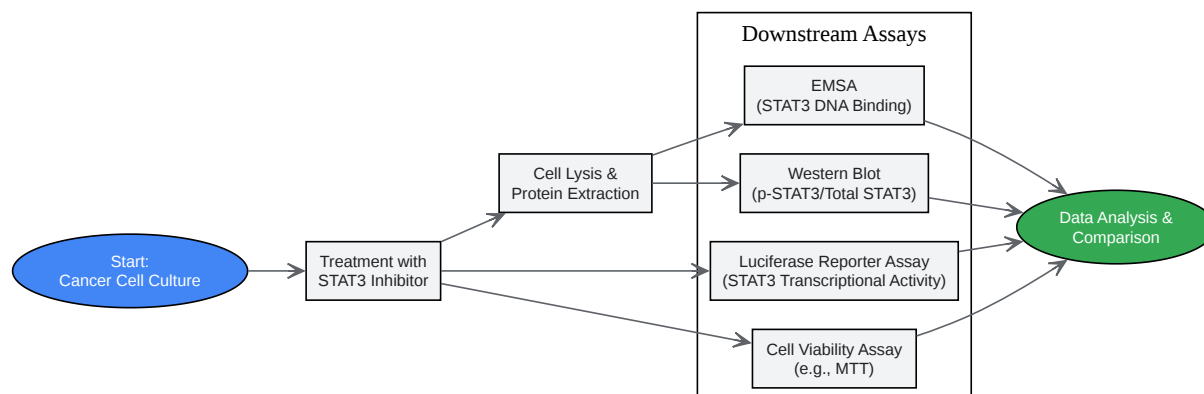 Downstream Assays
EMSA
(STAT3 DNA Binding)
Cell Lysis &
Protein Extraction
Western Blot
(p-STAT3/Total STAT3)
Data Analysis &
Comparison
Start:
Cancer Cell Culture
Treatment with
STAT3 Inhibitor
Luciferase Reporter Assay
(STAT3 Transcriptional Activity)
Cell Viability Assay
(e.g., MTT)